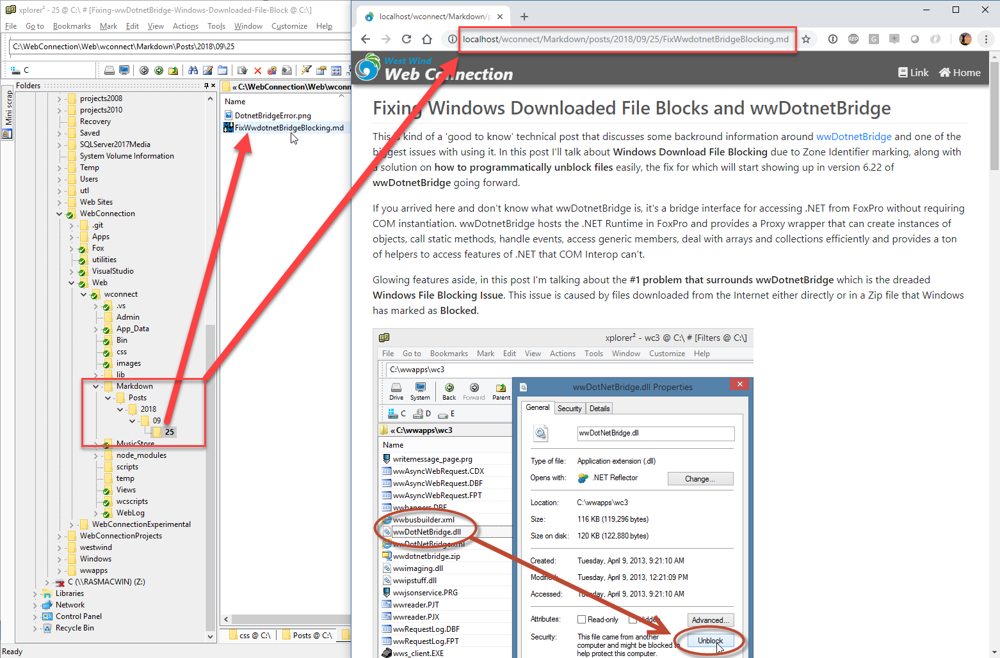 xplorer² - 25 @ C:\ # [Fixing-wwDotnetBridge-Windows-Downloaded-File-Block @ C:\]
File Go to Bookmarks Mark Edit View Actions Tools Window Customize Help
C:\WebConnection\Web\wconnect\Markdown\Posts\2018\09\25
C
Folders
Mini scrap
projects2008
projects2010
Recovery
Saved
SQLServer2017Media
System Volume Information
Temp
Users
utl
Web Sites
WebConnection
.git
Apps
Fox
utilities
VisualStudio
Web
wconnect
.vs
Admin
App_Data
Bin
css
images
lib
Markdown
Posts
2018
09
25
MusicStore
node_modules
scripts
temp
Views
wcscripts
WebLog
WebConnectionExperimental
WebConnectionProjects
westwind
Windows
wwapps
C (\\RASMACWIN) (Z:)
Libraries
Network
Control Panel
Recycle Bin
Ready
« C:\WebConnection\Web\wconn
Name
DotnetBridgeError.png
FixWwdotnetBridgeBlocking.md
css @ C:\ Posts @ C:\
localhost/wconnect/Markdown/p
localhost/wconnect/Markdown/posts/2018/09/25/FixWwdotnetBridgeBlocking.md
ABP
G
West Wind
Web Connection
Link Home
Fixing Windows Downloaded File Blocks and wwDotnetBridge
This is kind of a 'good to know' technical post that discusses some backround information around wwDotnetBridge and one of the
biggest issues with using it. In this post I'll talk about Windows Download File Blocking due to Zone Identifier marking, along with
a solution on how to programmatically unblock files easily, the fix for which will start showing up in version 6.22 of
wwDotnetBridge going forward.
If you arrived here and don't know what wwDotnetBridge is, it's a bridge interface for accessing .NET from FoxPro without requiring
COM instantiation. wwDotnetBridge hosts the .NET Runtime in FoxPro and provides a Proxy wrapper that can create instances of
objects, call static methods, handle events, access generic members, deal with arrays and collections efficiently and provides a ton
of helpers to access features of .NET that COM Interop can't.
Glowing features aside, in this post I'm talking about the #1 problem that surrounds wwDotnetBridge which is the dreaded
Windows File Blocking Issue. This issue is caused by files downloaded from the Internet either directly or in a Zip file that Windows
has marked as Blocked.
xplorer² - wc3 @ C:\ # [Filters @ C:\]
File Go to Bookmarks Mark Edit View Actions Tools Window Customize Help
C:\wwapps\wc3
Drive System Back Forward Parent
C D E
« C:\wwapps\wc3
Name
writemessage_page.prg
wwAsyncWebRequest.CDX
wwAsyncWebRequest.DBF
wwAsyncWebRequest.FPT
wwbanners.DBF
wwbusbuilder.xml
wwDotNetBridge.dll
wwDotNetBridge.xml
wwdotnetbridge.zip
wwimaging.dll
wwipstuff.dll
wwjsonservice.PRG
wwreader.PJT
wwreader.PJX
wwRequestLog.DBF
wwRequestLog.FPT
wws_client.EXE
wwDotNetBridge.dll Properties
General Security Details
wwDotNetBridge.dll
Type of file: Application extension (.dll)
Opens with: .NET Reflector Change...
Location: C:\wwapps\wc3
Size: 116 KB (119,296 bytes)
Size on disk: 120 KB (122,880 bytes)
Created: Tuesday, April 9, 2013, 9:21:10 AM
Modified: Tuesday, April 9, 2013, 12:21:09 PM
Accessed: Tuesday, April 9, 2013, 9:21:10 AM
Attributes: Read-only Hidden Advanced...
Security: This file came from another
computer and might be blocked to
help protect this computer.
Unblock